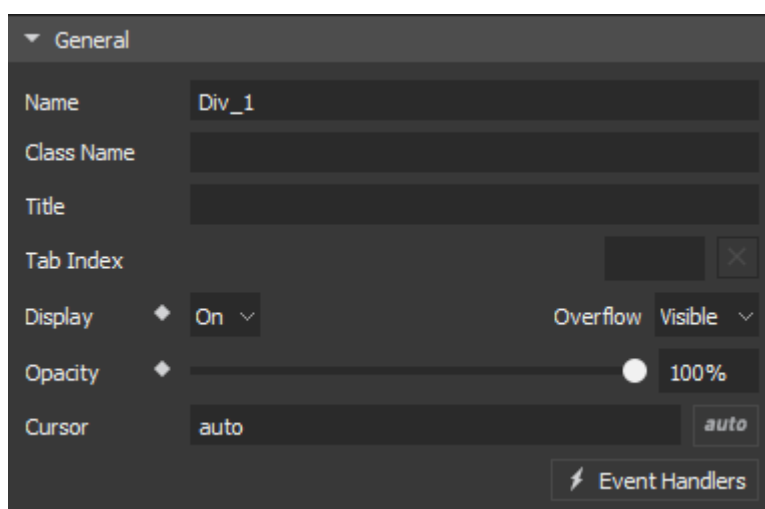 General
Name Div_1
Class Name
Title
Tab Index
Display On Overflow Visible
Opacity 100%
Cursor auto auto
Event Handlers